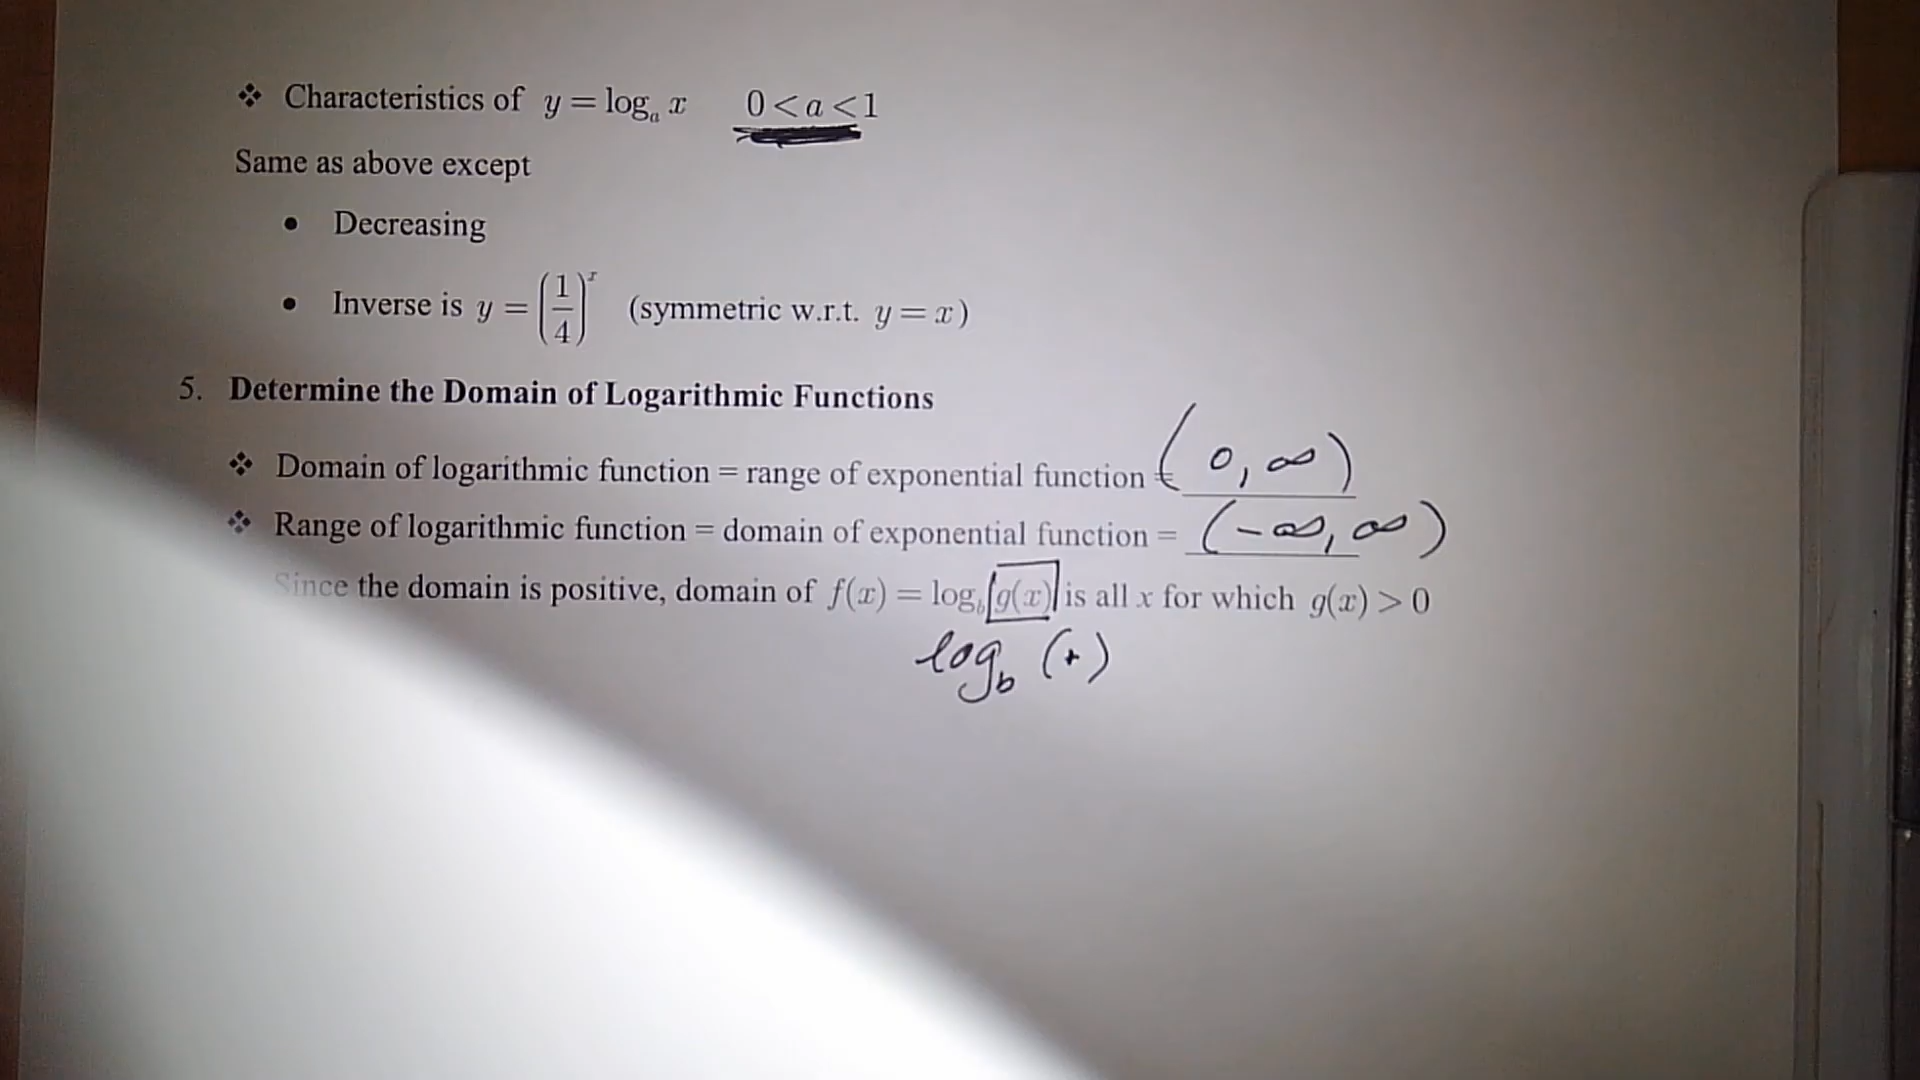 ❖ Characteristics of y = logₐ x 0 < a < 1
Same as above except
• Decreasing
• Inverse is y = (1/4)ˣ (symmetric w.r.t. y = x)
5. Determine the Domain of Logarithmic Functions
❖ Domain of logarithmic function = range of exponential function = (0, ∞)
❖ Range of logarithmic function = domain of exponential function = (-∞, ∞)
Since the domain is positive, domain of f(x) = log_b [g(x)] is all x for which g(x) > 0
log_b (+)